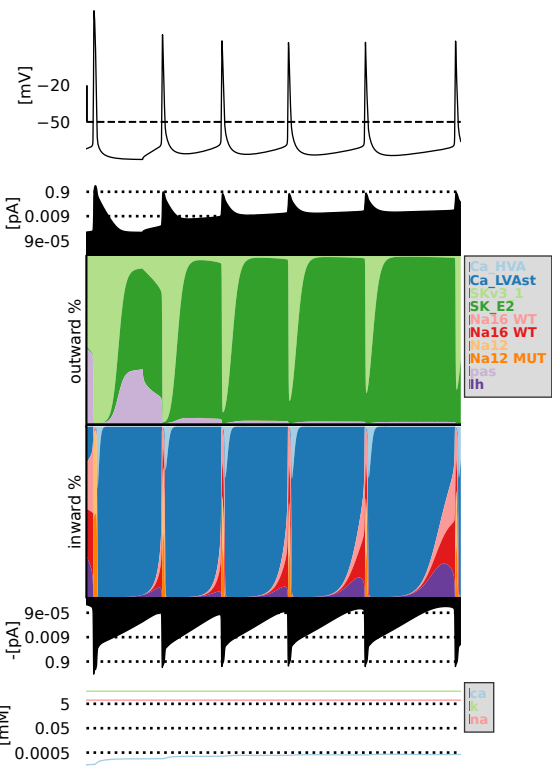 [mV]
−20
−50
[pA]
0.9
0.009
9e-05
outward %
Ca_HVA
Ca_LVAst
SKv3_1
SK_E2
Na16 WT
Na16 WT
Na12
Na12 MUT
pas
Ih
inward %
-[pA]
9e-05
0.009
0.9
[mM]
5
0.05
0.0005
ca
k
na